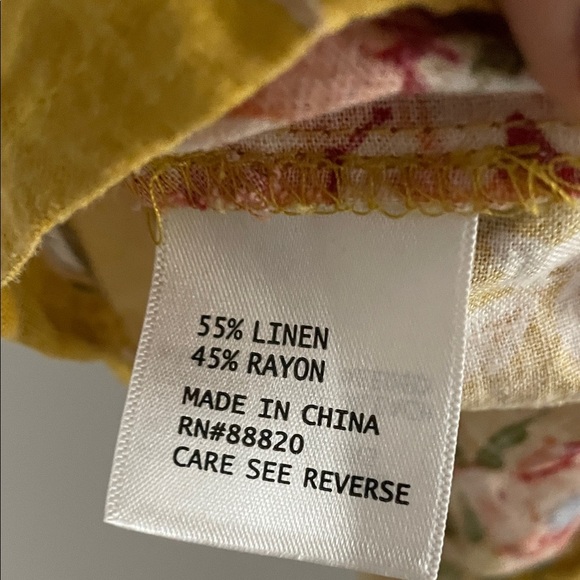 55% LINEN
45% RAYON
MADE IN CHINA
RN#88820
CARE SEE REVERSE